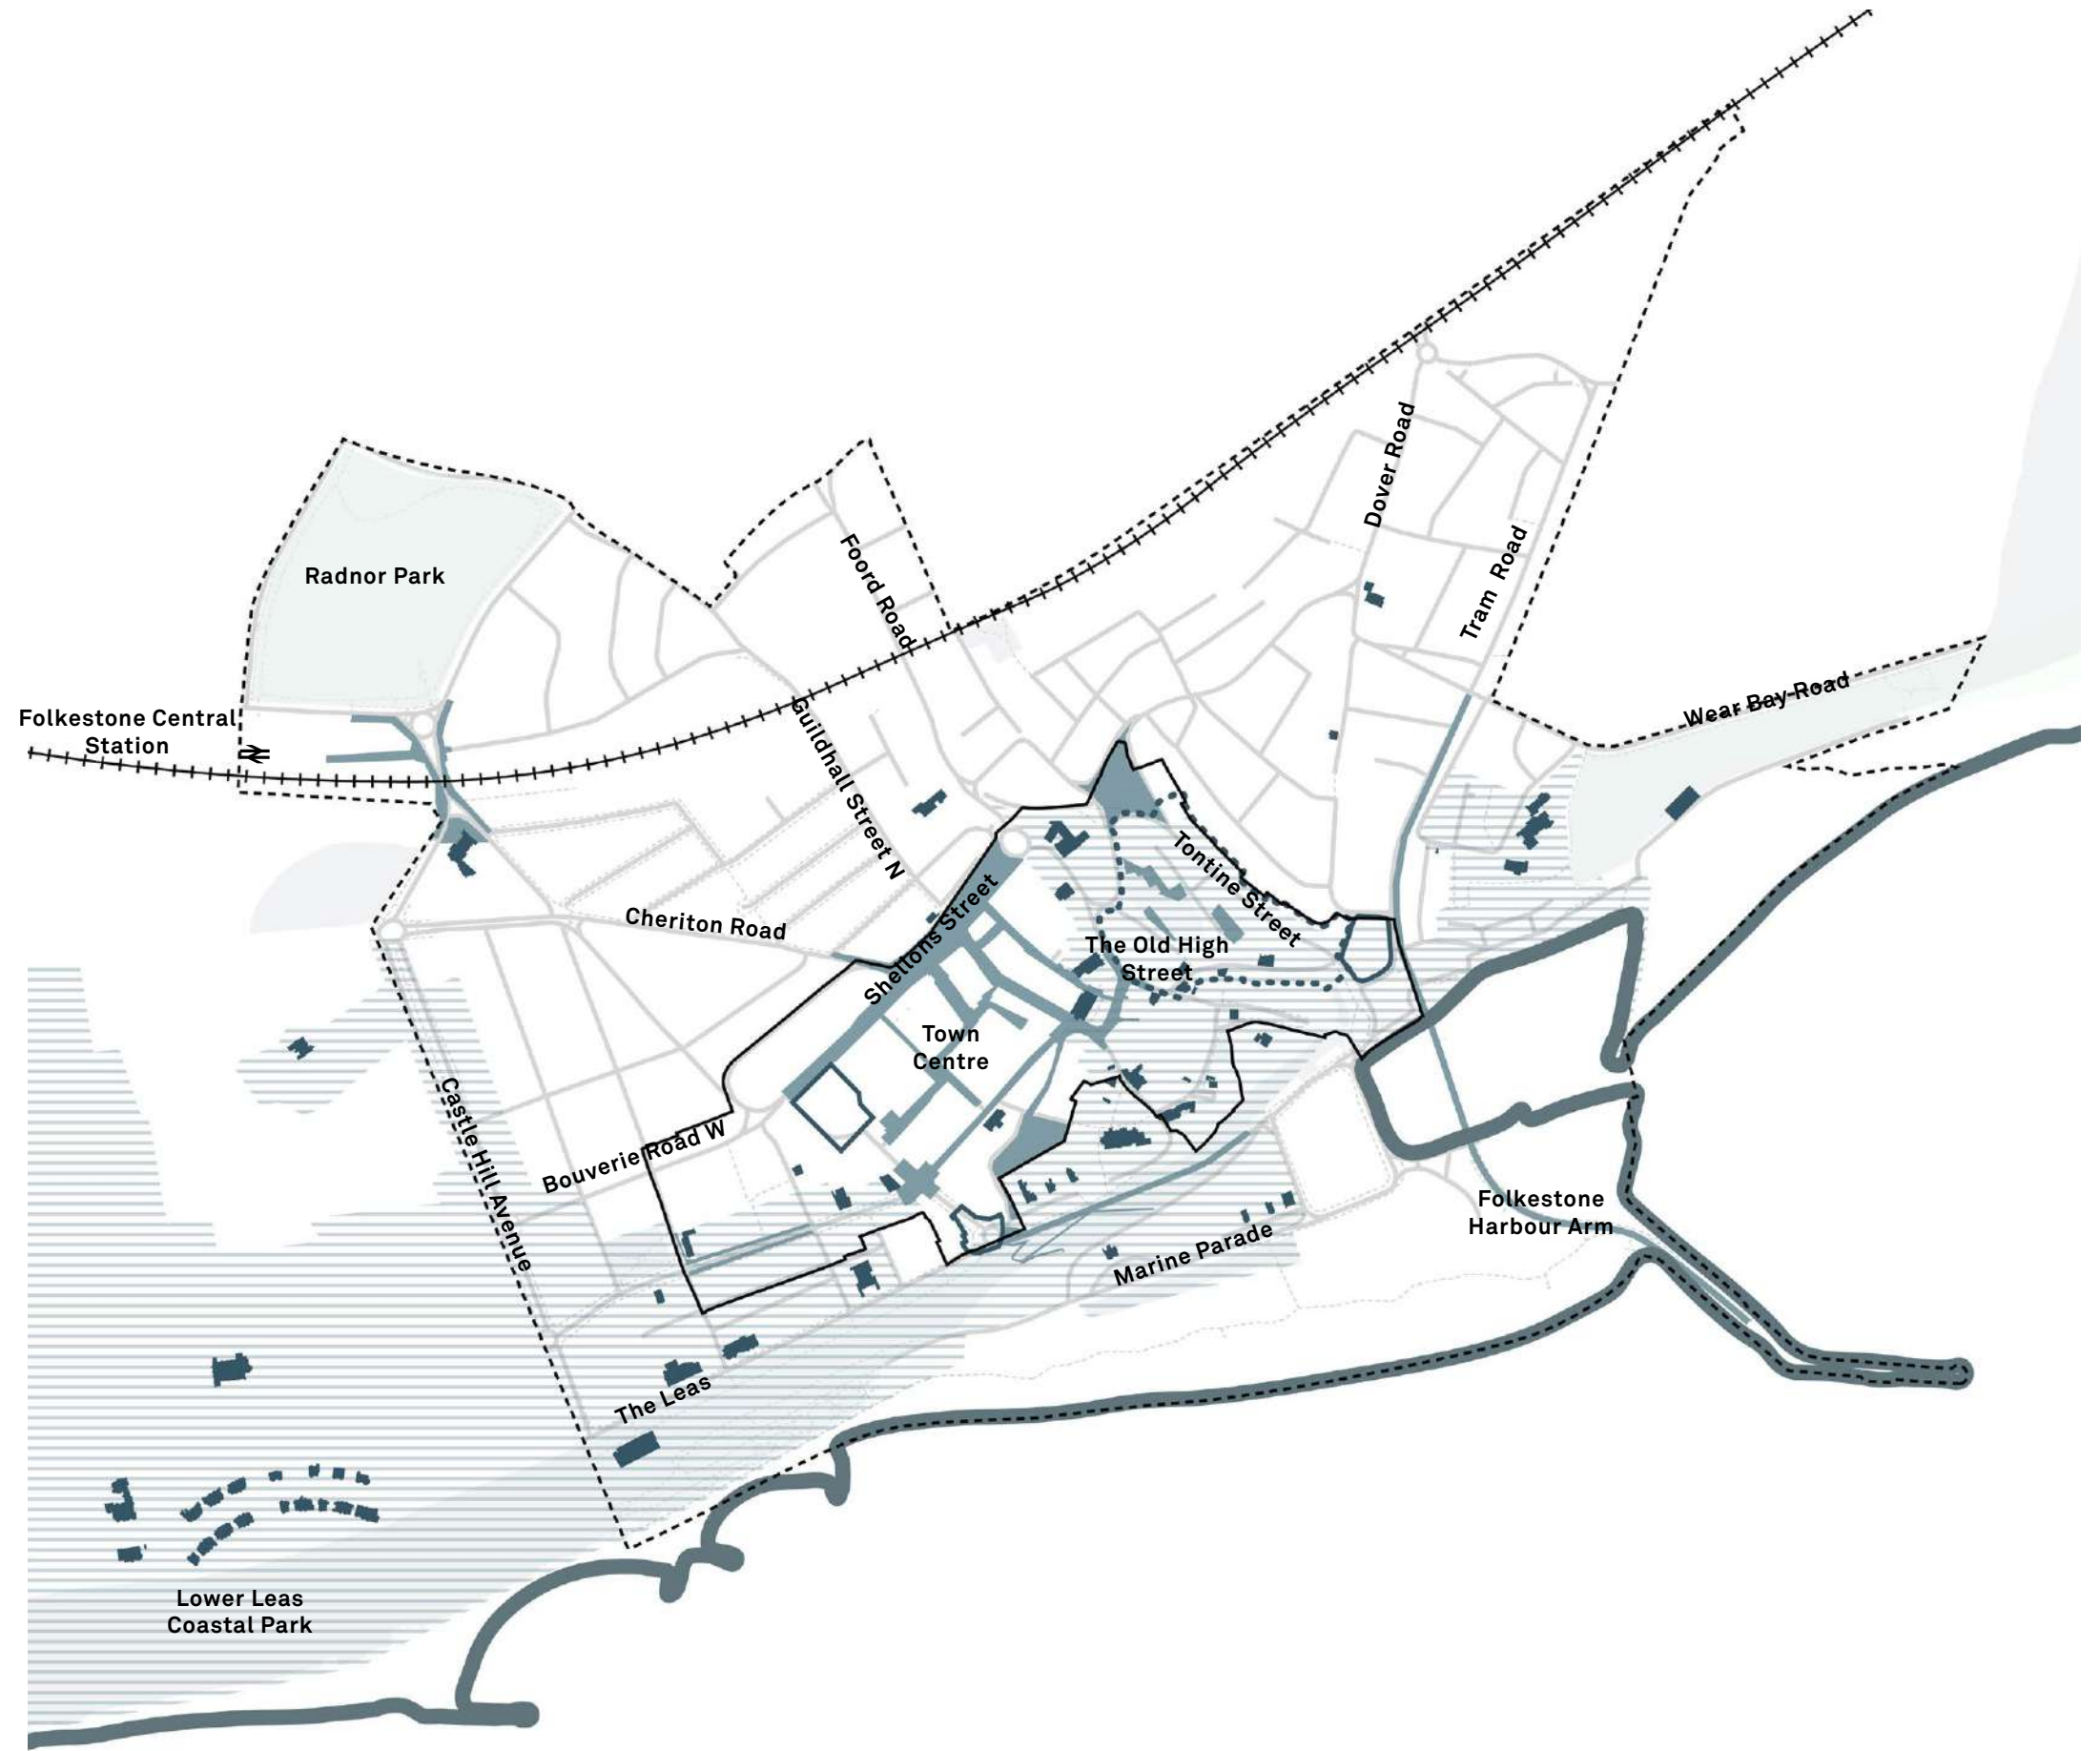 Dover Road
Tram Road
Foord Road
Radnor Park
Folkestone Central
Station
Guildhall Street N
Wear Bay Road
Cheriton Road
Shellons Street
Tontine Street
The Old High
Street
Town
Centre
Castle Hill Avenue
Bouverie Road W
Folkestone
Harbour Arm
Marine Parade
The Leas
Lower Leas
Coastal Park